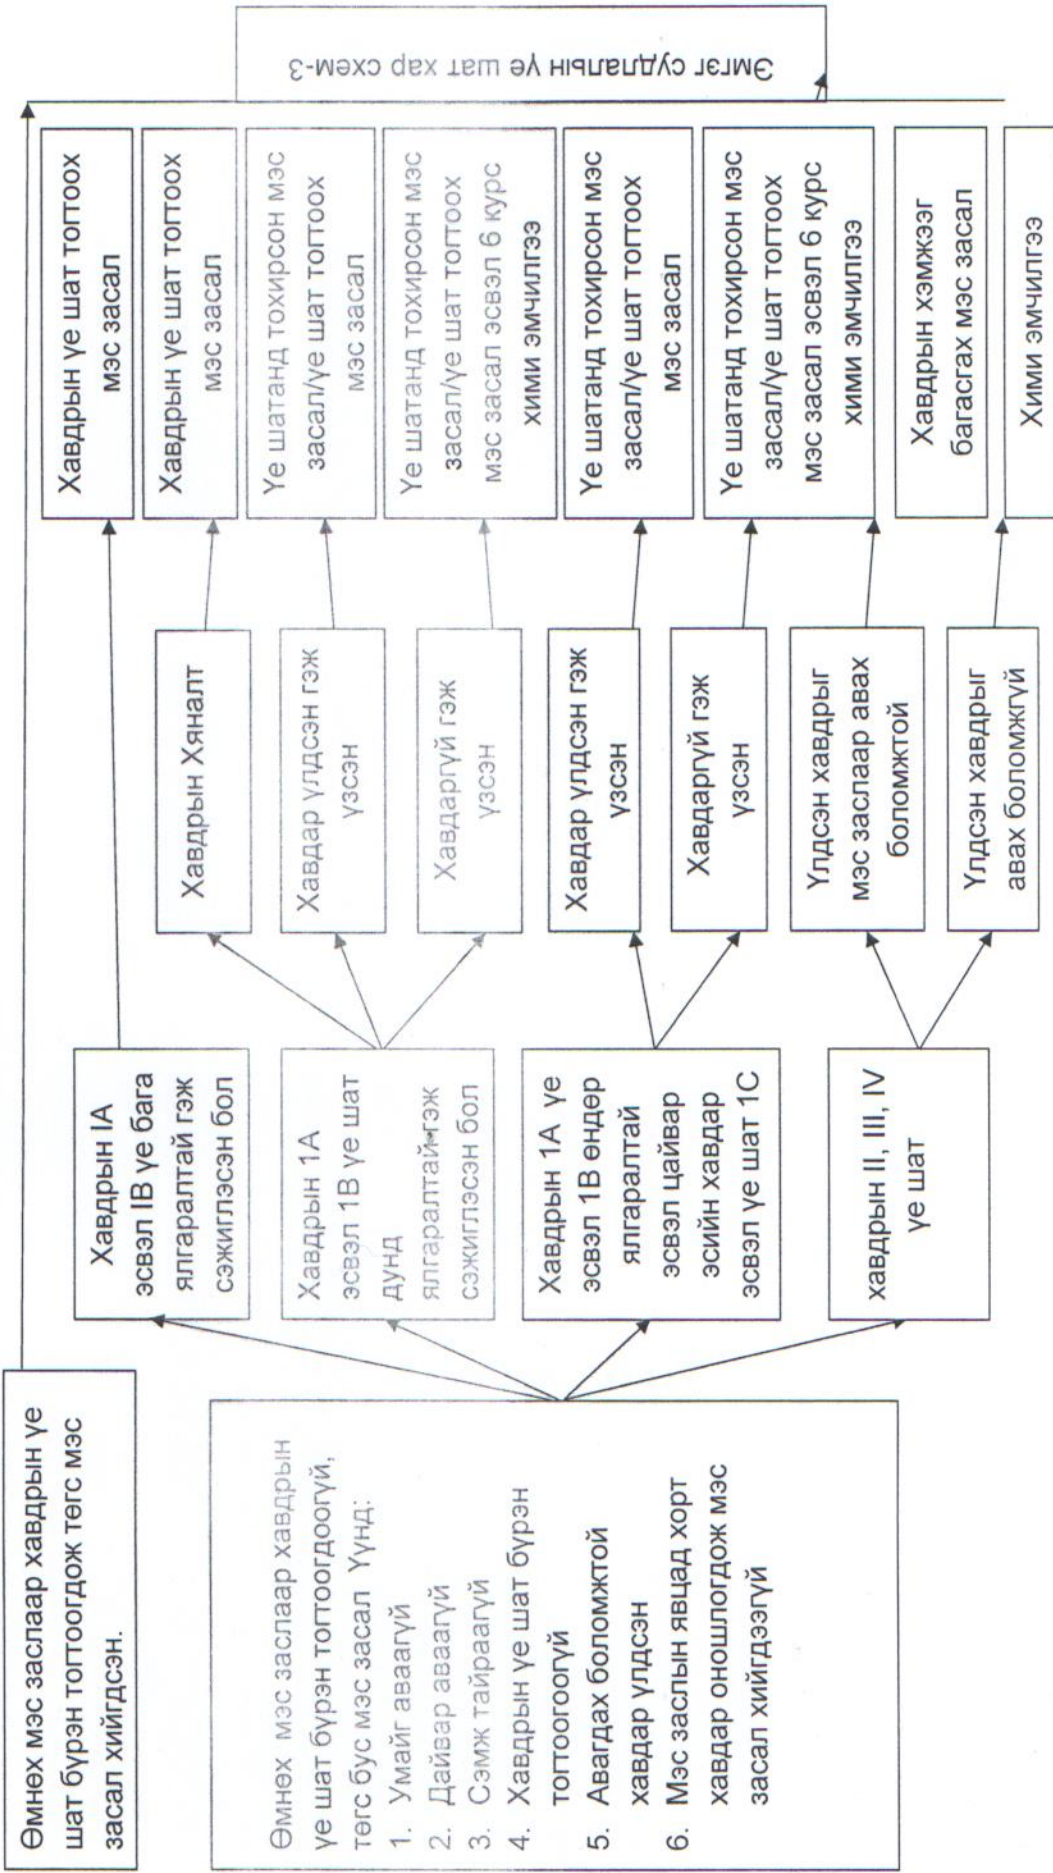 Өмнөх мэс заслаар хавдрын үе
шат бүрэн тогтоогдож төгс мэс
засал хийгдсэн.
Өмнөх мэс заслаар хавдрын
үе шат бүрэн тогтоогдоогүй,
төгс бус мэс засал Үүнд:
1. Умайг аваагүй
2. Дайвар аваагүй
3. Сэмж тайраагүй
4. Хавдрын үе шат бүрэн
тогтоогоогүй
5. Авагдах боломжтой
хавдар үлдсэн
6. Мэс заслын явцад хорт
хавдар оношлогдож мэс
засал хийгдээгүй
Хавдрын IA
эсвэл IB үе бага
ялгаралтай гэж
сэжиглэсэн бол
Хавдрын 1А
эсвэл 1В үе шат
дунд
ялгаралтай гэж
сэжиглэсэн бол
Хавдрын 1А үе
эсвэл 1В өндөр
ялгаралтай
эсвэл цайвар
эсийн хавдар
эсвэл үе шат 1С
хавдрын II, III, IV
үе шат
Хавдрын Хяналт
Хавдар үлдсэн гэж
үзсэн
Хавдаргүй гэж
үзсэн
Хавдар үлдсэн гэж
үзсэн
Хавдаргүй гэж
үзсэн
Үлдсэн хавдрыг
мэс заслаар авах
боломжтой
Үлдсэн хавдрыг
авах боломжгүй
Хавдрын үе шат тогтоох
мэс засал
Хавдрын үе шат тогтоох
мэс засал
Үе шатанд тохирсон мэс
засал/үе шат тогтоох
мэс засал
Үе шатанд тохирсон мэс
засал/үе шат тогтоох
мэс засал эсвэл 6 курс
хими эмчилгээ
Үе шатанд тохирсон мэс
засал/үе шат тогтоох
мэс засал
Үе шатанд тохирсон мэс
засал/үе шат тогтоох
мэс засал эсвэл 6 курс
хими эмчилгээ
Хавдрын хэмжээг
багасгах мэс засал
Хими эмчилгээ
Эмгэг судлалын үе шат хар схем-3